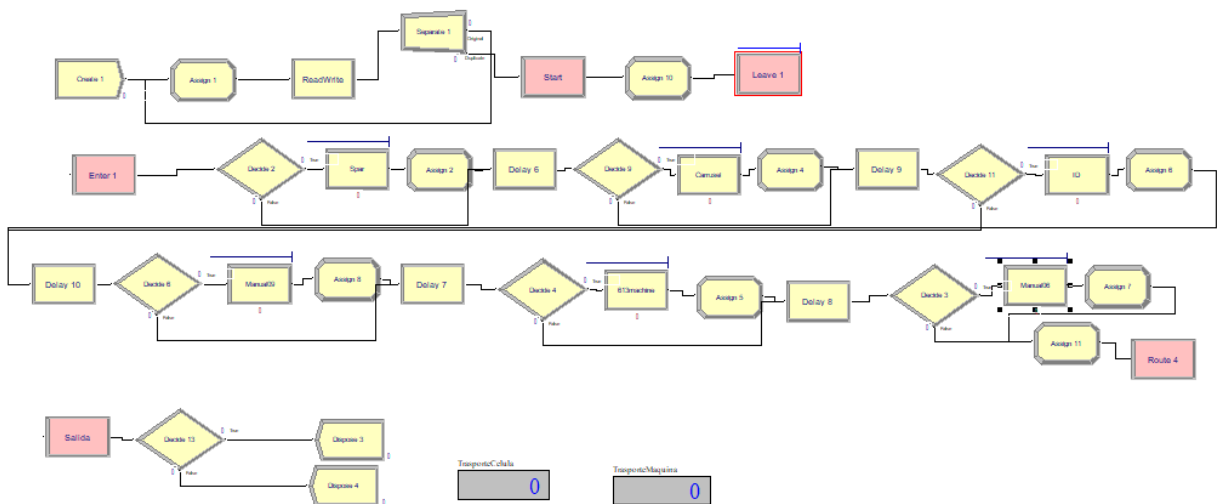 Separate 1
Original
Duplicate
Create 1
Assign 1
ReadWrite
Start
Assign 10
Leave 1
Enter 1
Decide 2
True
False
Spar
Assign 2
Delay 6
Decide 9
True
False
Carrusel
Assign 4
Delay 9
Decide 11
True
False
IO
Assign 6
Delay 10
Decide 6
True
False
Manual09
Assign 8
Delay 7
Decide 4
True
False
613machine
Assign 5
Delay 8
Decide 3
True
False
Manual06
Assign 7
Assign 11
Route 4
Salida
Decide 13
True
False
Dispose 3
Dispose 4
TrasporteCelula
0
TrasporteMaquina
0